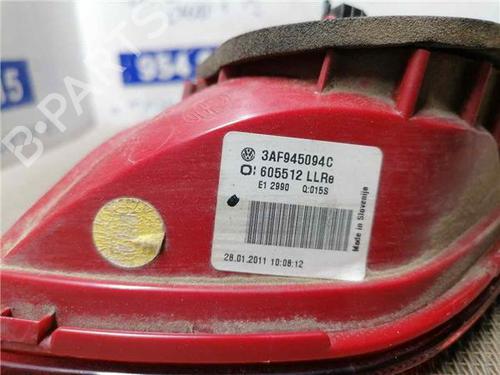 954
B-PARTS
3AF945094C
O: 605512 LLRe
E1 2990 Q:015S
28.01.2011 10:08:12
Made in Slovenija